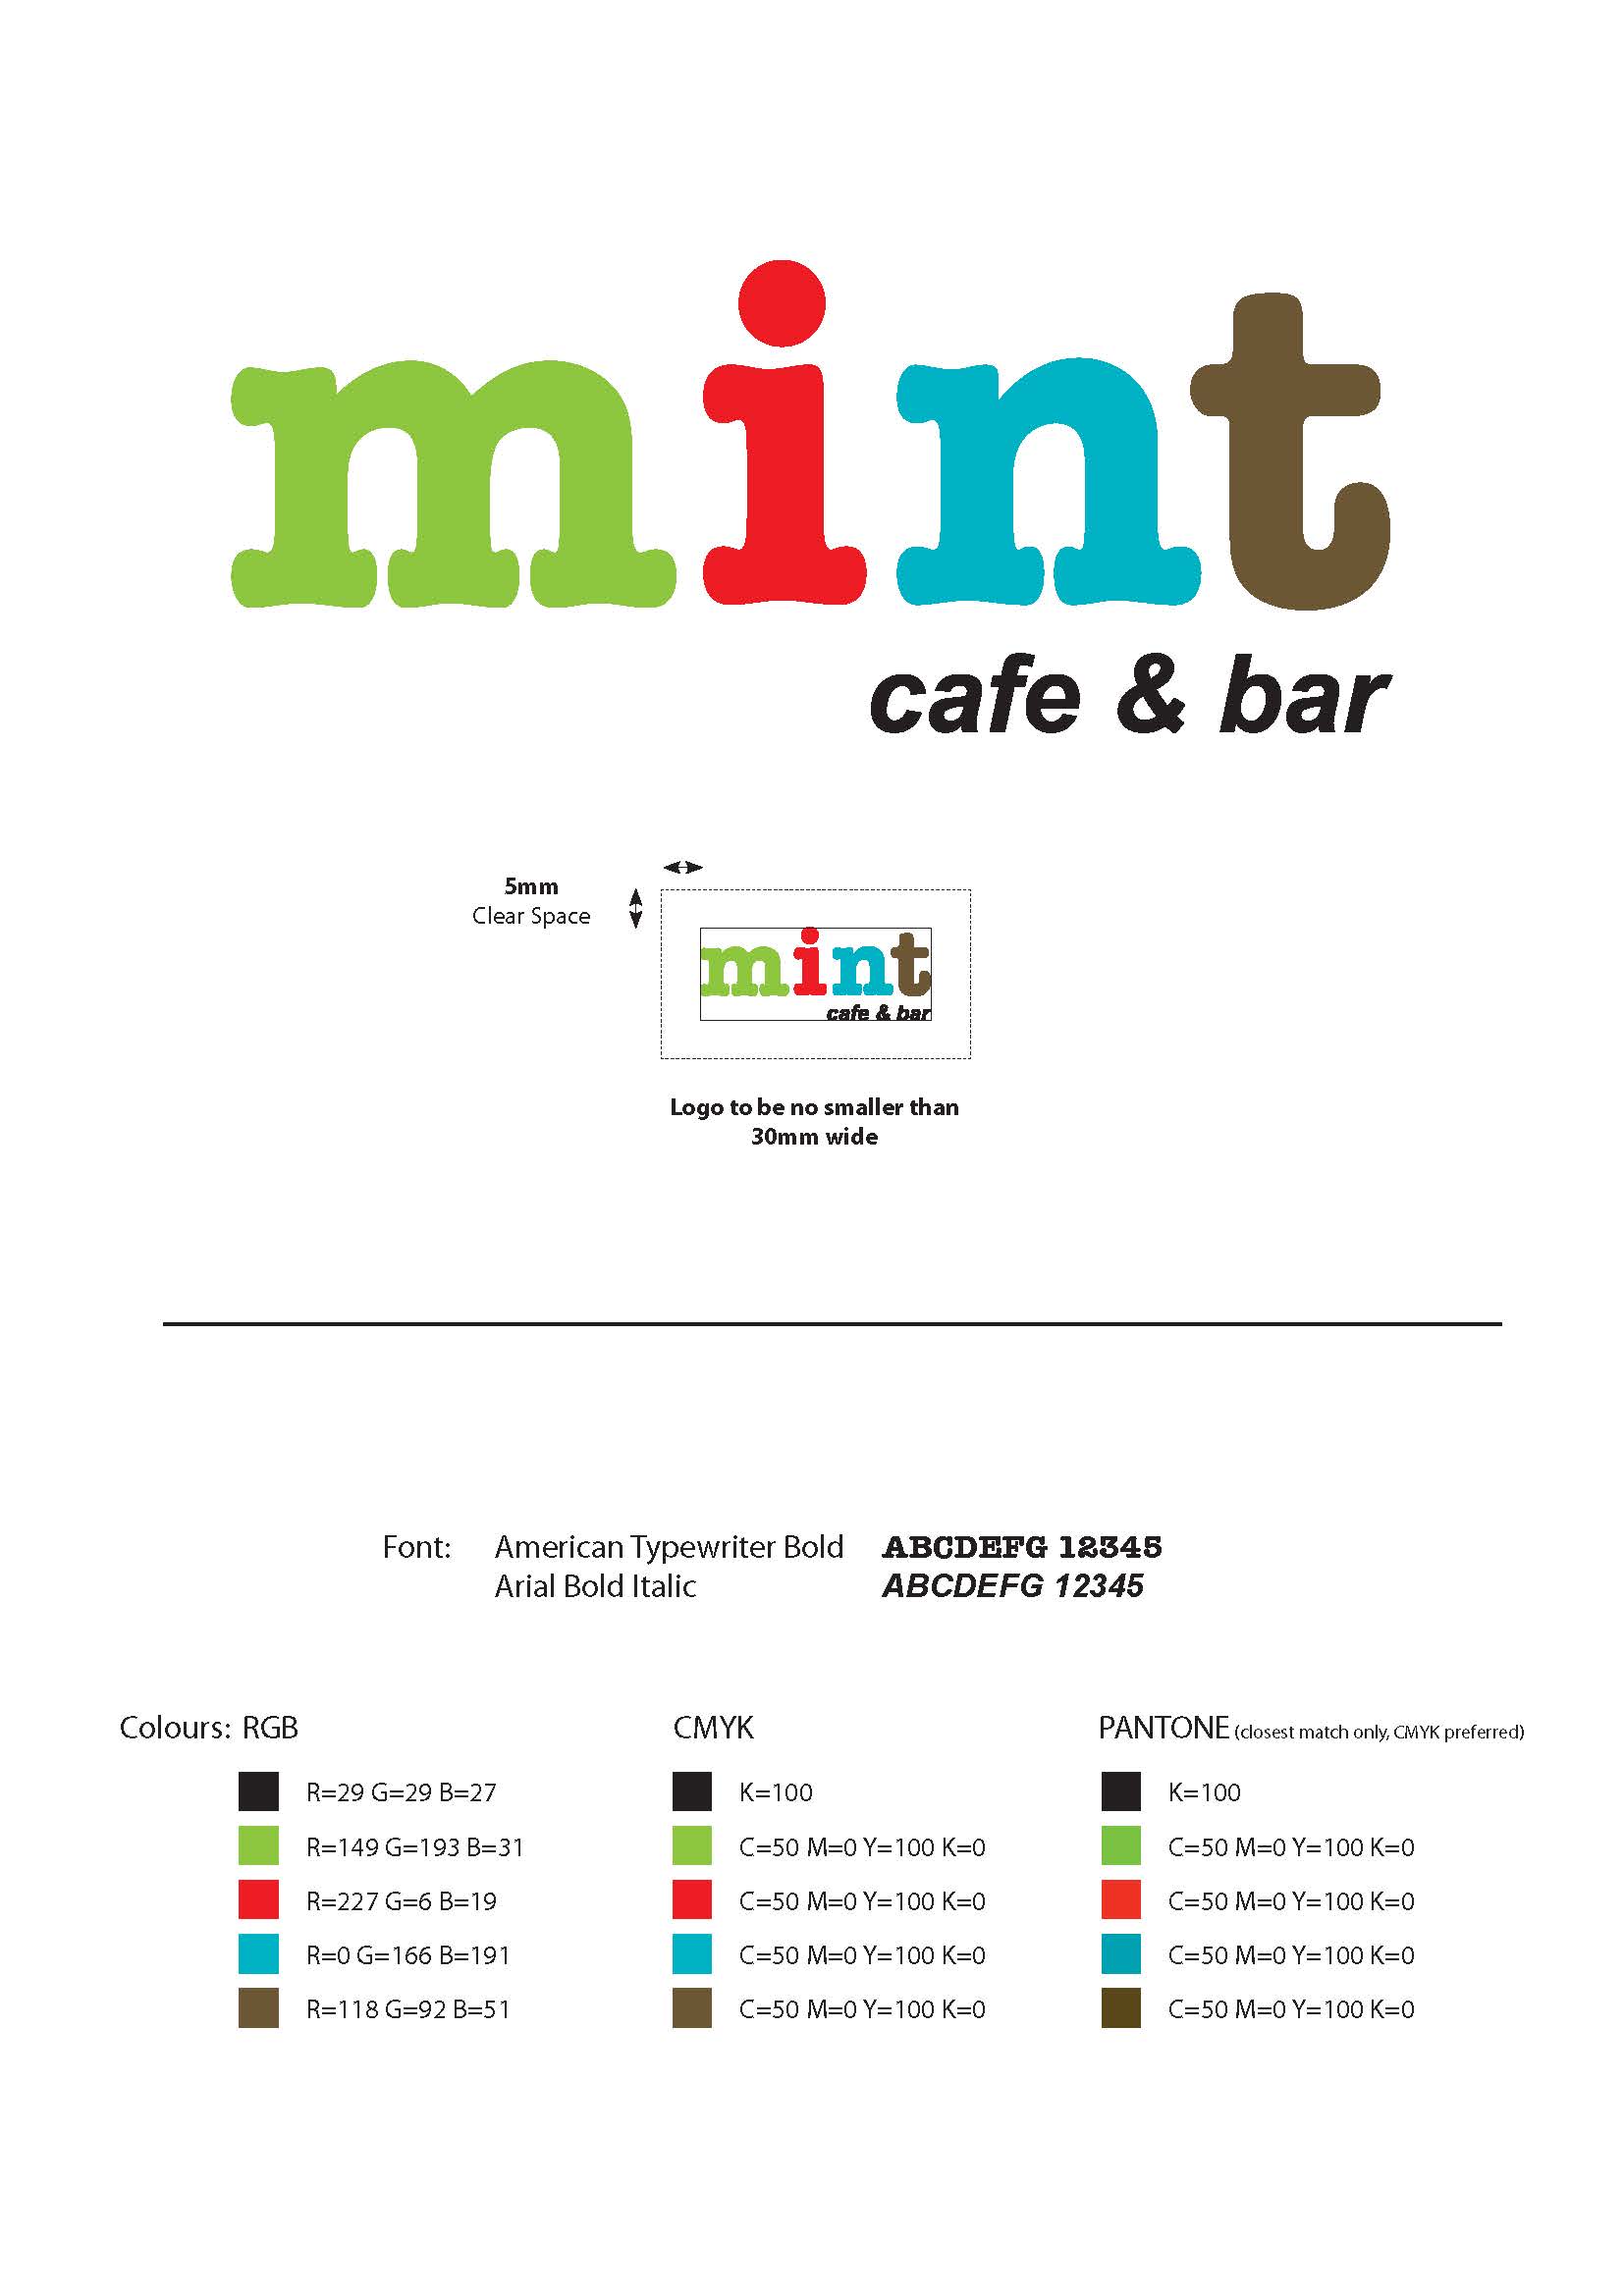 mint
cafe & bar
5mm
Clear Space
mint
cafe & bar
Logo to be no smaller than
30mm wide
Font: American Typewriter Bold ABCDEFG 12345
Arial Bold Italic ABCDEFG 12345
Colours: RGB CMYK PANTONE (closest match only, CMYK preferred)
R=29 G=29 B=27 K=100 K=100
R=149 G=193 B=31 C=50 M=0 Y=100 K=0 C=50 M=0 Y=100 K=0
R=227 G=6 B=19 C=50 M=0 Y=100 K=0 C=50 M=0 Y=100 K=0
R=0 G=166 B=191 C=50 M=0 Y=100 K=0 C=50 M=0 Y=100 K=0
R=118 G=92 B=51 C=50 M=0 Y=100 K=0 C=50 M=0 Y=100 K=0